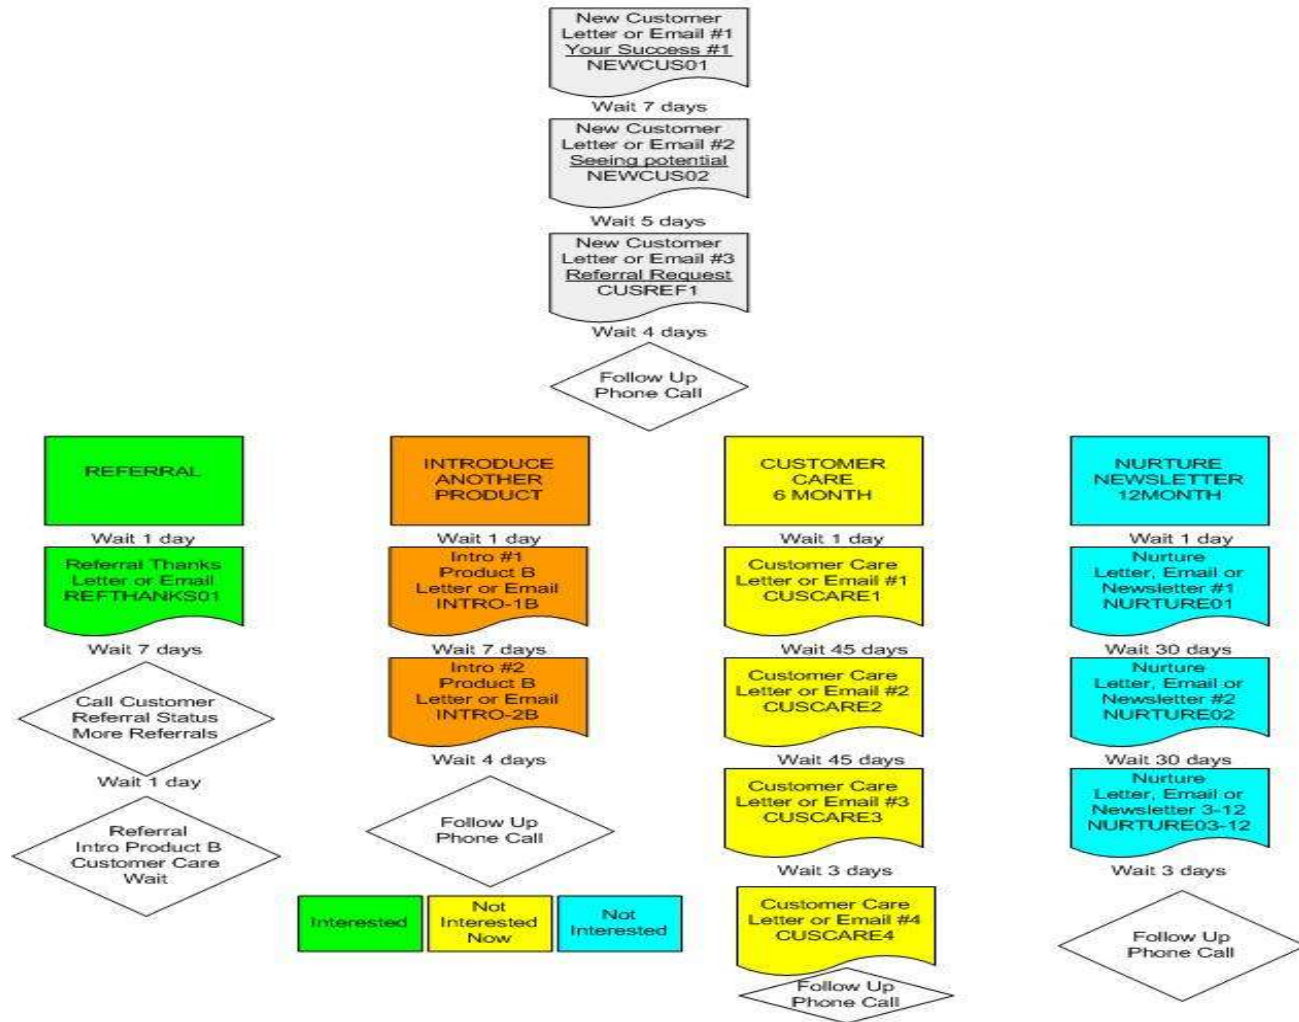 New Customer
Letter or Email #1
Your Success #1
NEWCUS01
Wait 7 days
New Customer
Letter or Email #2
Seeing potential
NEWCUS02
Wait 5 days
New Customer
Letter or Email #3
Referral Request
CUSREF1
Wait 4 days
Follow Up
Phone Call
REFERRAL
Wait 1 day
Referral Thanks
Letter or Email
REFTHANKS01
Wait 7 days
Call Customer
Referral Status
More Referrals
Wait 1 day
Referral
Intro Product B
Customer Care
Wait
INTRODUCE
ANOTHER
PRODUCT
Wait 1 day
Intro #1
Product B
Letter or Email
INTRO-1B
Wait 7 days
Intro #2
Product B
Letter or Email
INTRO-2B
Wait 4 days
Follow Up
Phone Call
Interested
Not
Interested
Now
Not
Interested
CUSTOMER
CARE
6 MONTH
Wait 1 day
Customer Care
Letter or Email #1
CUSCARE1
Wait 45 days
Customer Care
Letter or Email #2
CUSCARE2
Wait 45 days
Customer Care
Letter or Email #3
CUSCARE3
Wait 3 days
Customer Care
Letter or Email #4
CUSCARE4
Follow Up
Phone Call
NURTURE
NEWSLETTER
12MONTH
Wait 1 day
Nurture
Letter, Email or
Newsletter #1
NURTURE01
Wait 30 days
Nurture
Letter, Email or
Newsletter #2
NURTURE02
Wait 30 days
Nurture
Letter, Email or
Newsletter 3-12
NURTURE03-12
Wait 3 days
Follow Up
Phone Call